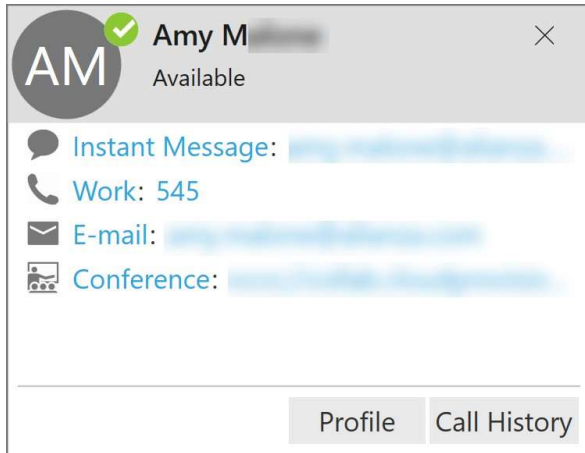 AM
Amy M
Available
Instant Message:
Work: 545
E-mail:
Conference:
Profile
Call History